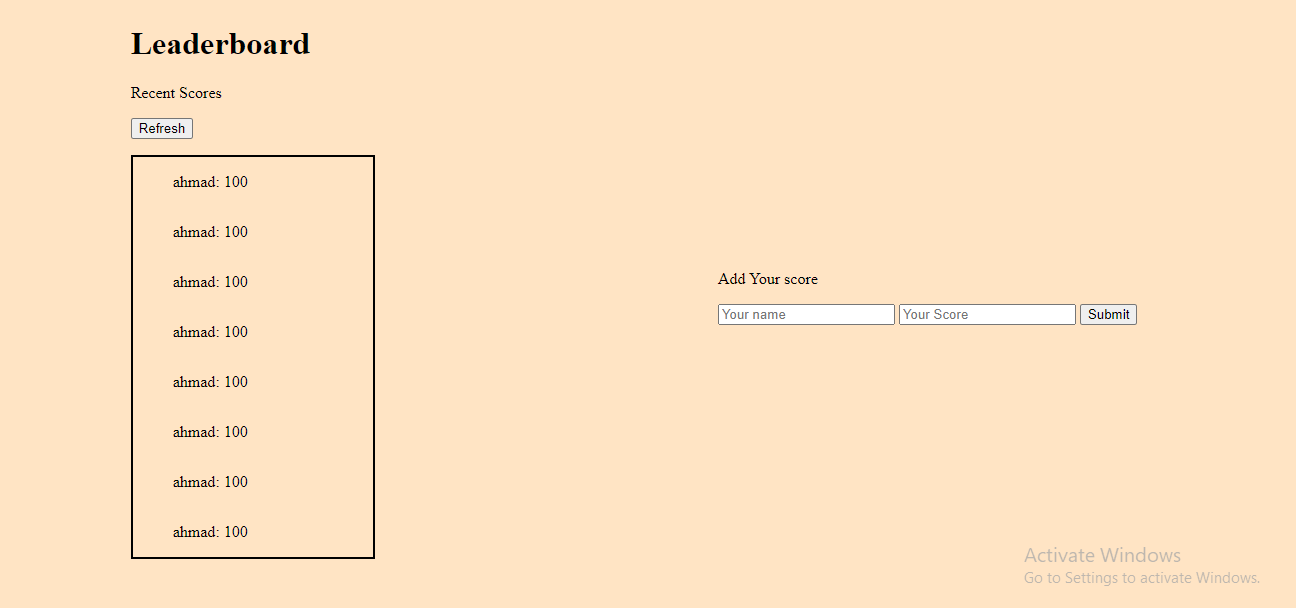 Leaderboard
Recent Scores
Refresh
ahmad: 100
ahmad: 100
ahmad: 100
ahmad: 100
ahmad: 100
ahmad: 100
ahmad: 100
ahmad: 100
Add Your score
Your name Your Score Submit
Activate Windows
Go to Settings to activate Windows.